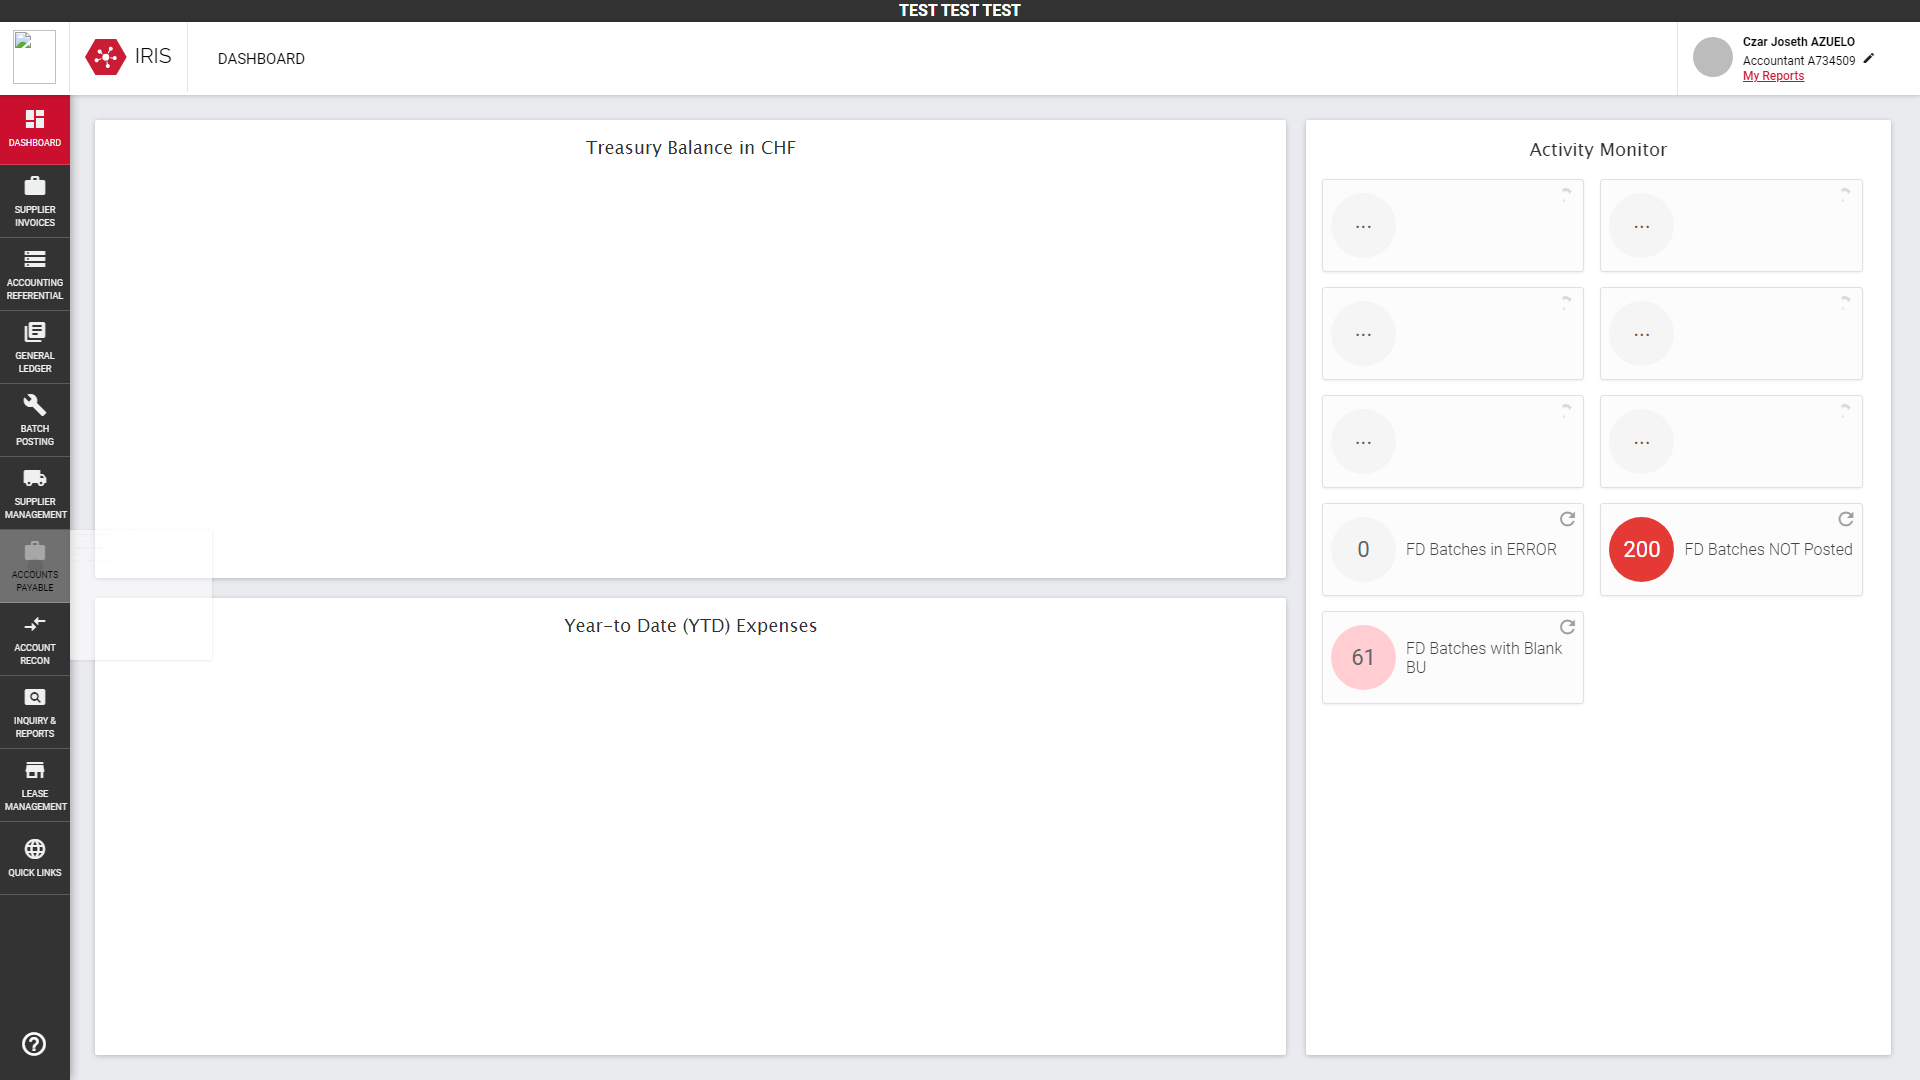 TEST TEST TEST
IRIS
DASHBOARD
Czar Joseth AZUELO
Accountant A734509
My Reports
DASHBOARD
SUPPLIER
INVOICES
ACCOUNTING
REFERENTIAL
GENERAL
LEDGER
BATCH
POSTING
SUPPLIER
MANAGEMENT
ACCOUNTS
PAYABLE
ACCOUNT
RECON
INQUIRY &
REPORTS
LEASE
MANAGEMENT
QUICK LINKS
Treasury Balance in CHF
Year-to Date (YTD) Expenses
Activity Monitor
...
...
...
...
...
...
0 FD Batches in ERROR
200 FD Batches NOT Posted
61 FD Batches with Blank
BU